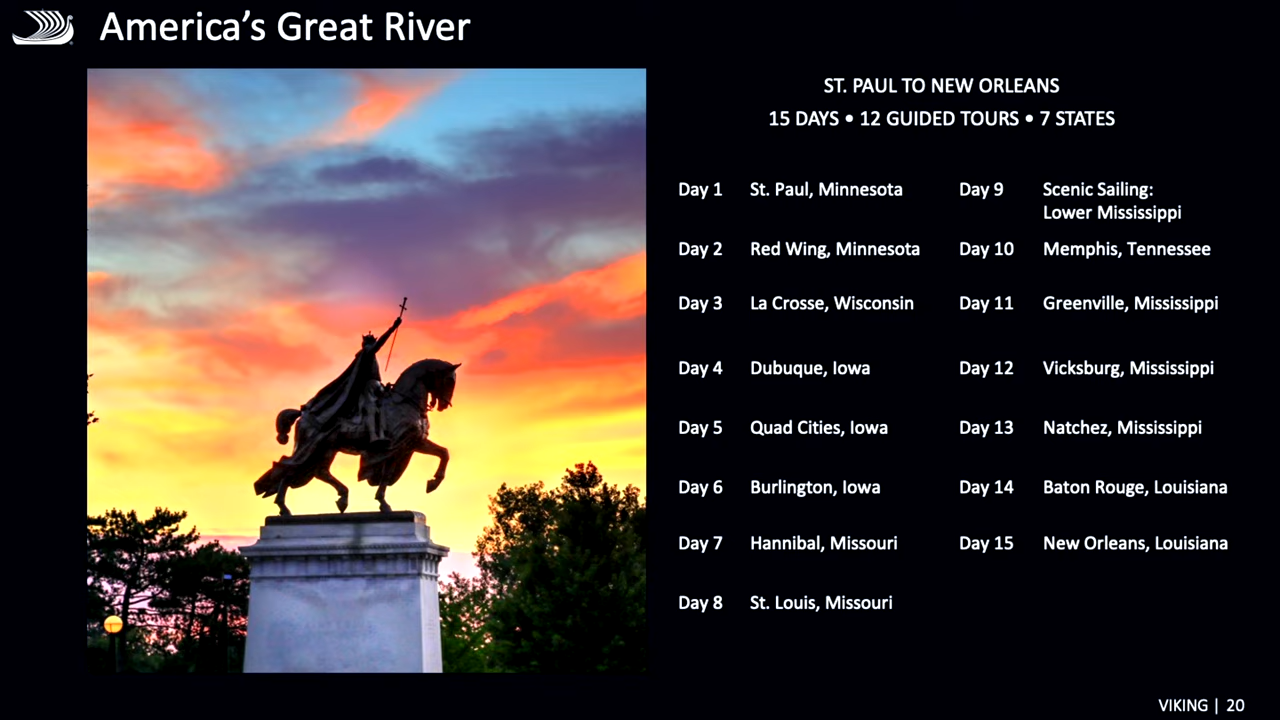 America’s Great River
ST. PAUL TO NEW ORLEANS
15 DAYS • 12 GUIDED TOURS • 7 STATES
Day 1 St. Paul, Minnesota
Day 2 Red Wing, Minnesota
Day 3 La Crosse, Wisconsin
Day 4 Dubuque, Iowa
Day 5 Quad Cities, Iowa
Day 6 Burlington, Iowa
Day 7 Hannibal, Missouri
Day 8 St. Louis, Missouri
Day 9 Scenic Sailing:
Lower Mississippi
Day 10 Memphis, Tennessee
Day 11 Greenville, Mississippi
Day 12 Vicksburg, Mississippi
Day 13 Natchez, Mississippi
Day 14 Baton Rouge, Louisiana
Day 15 New Orleans, Louisiana
VIKING | 20